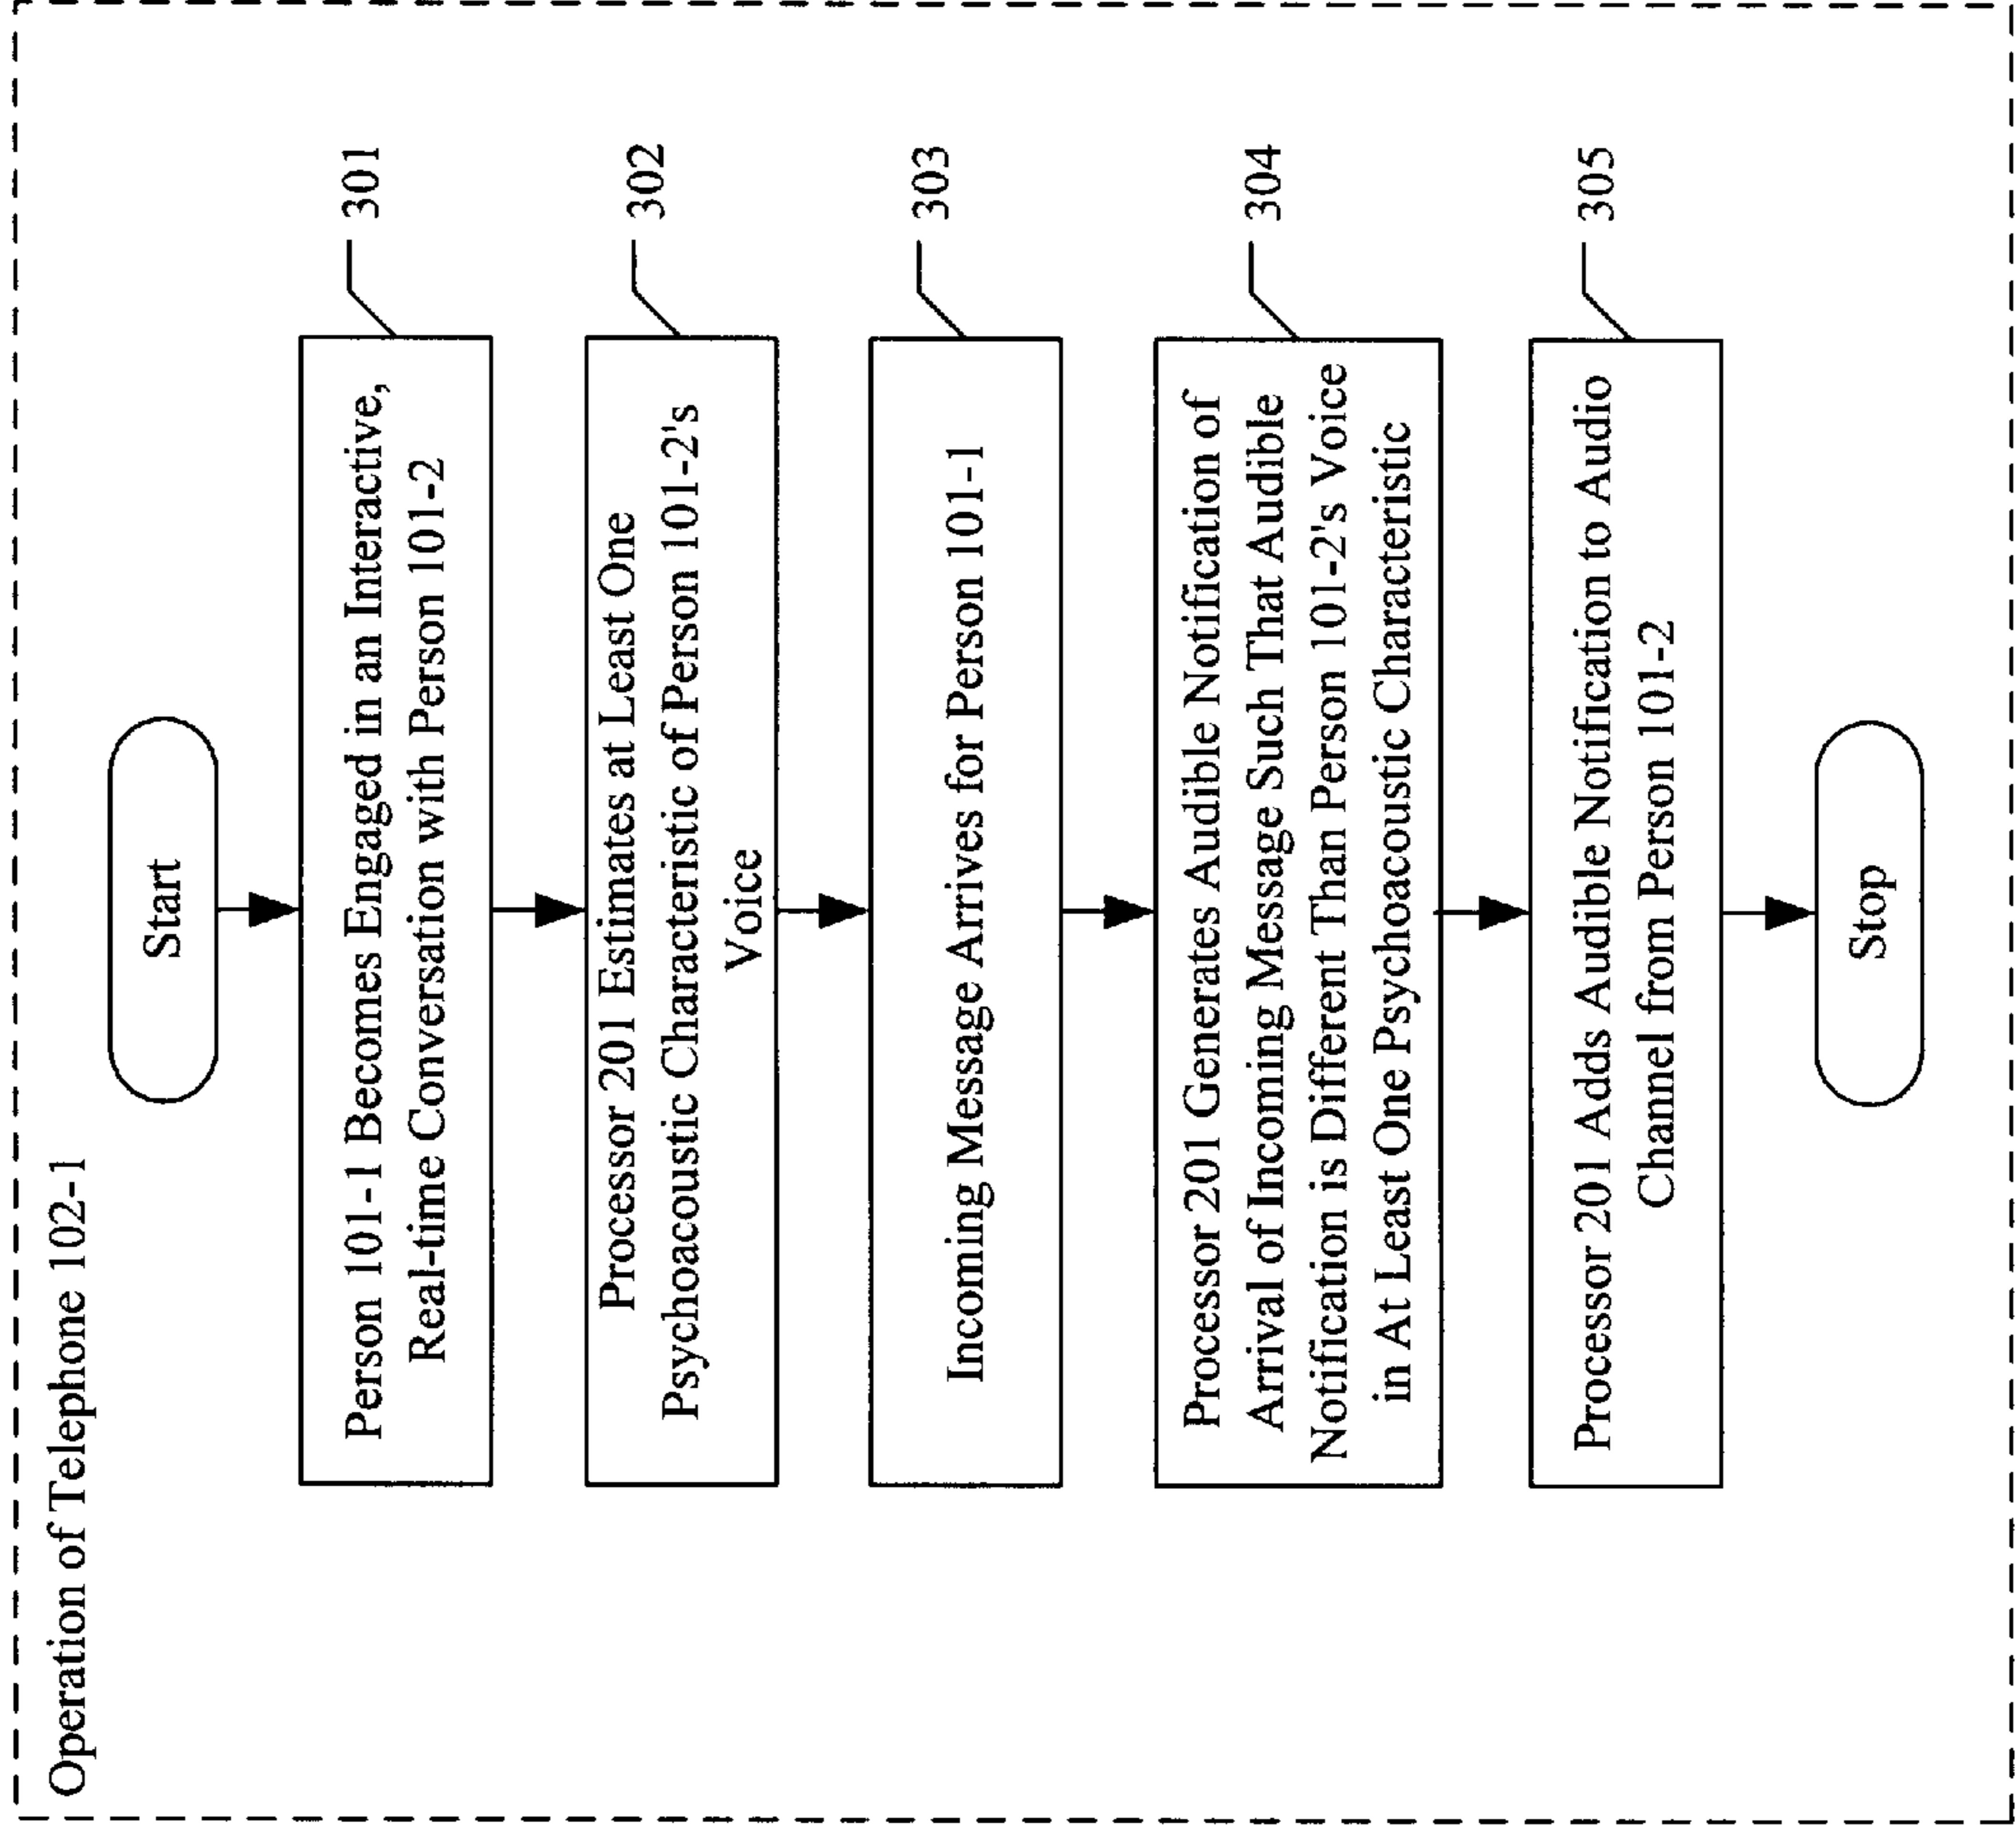 Operation of Telephone 102-1
Start
Person 101-1 Becomes Engaged in an Interactive,
Real-time Conversation with Person 101-2
301
Processor 201 Estimates at Least One
Psychoacoustic Characteristic of Person 101-2's
Voice
302
Incoming Message Arrives for Person 101-1
303
Processor 201 Generates Audible Notification of
Arrival of Incoming Message Such That Audible
Notification is Different Than Person 101-2's Voice
in At Least One Psychoacoustic Characteristic
304
Processor 201 Adds Audible Notification to Audio
Channel from Person 101-2
305
Stop